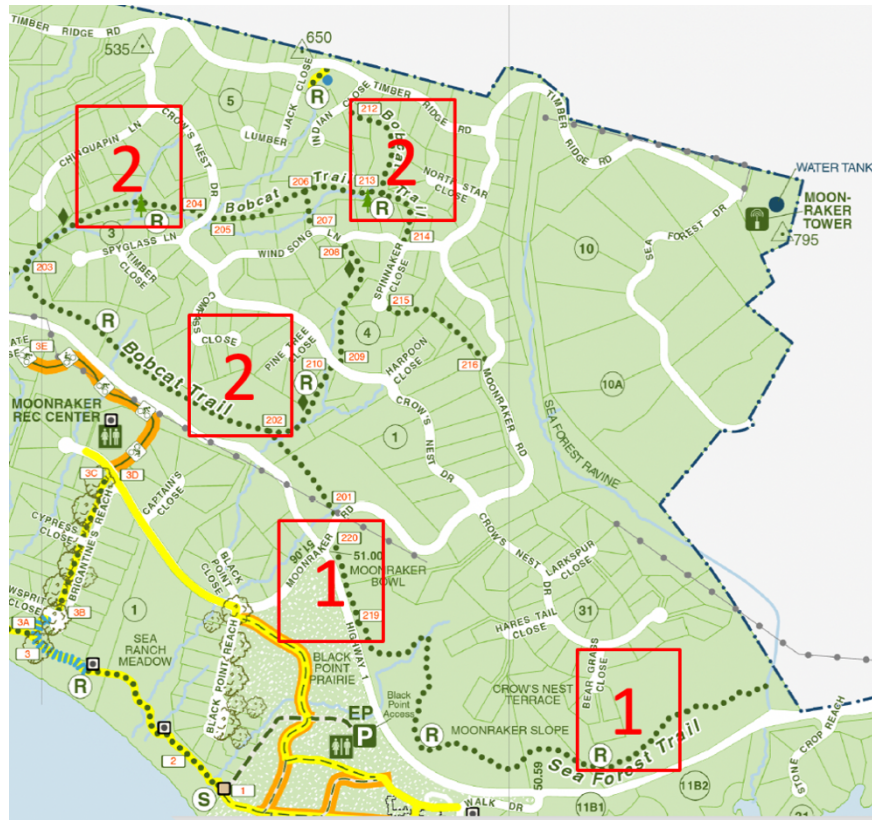 TIMBER RIDGE RD
650
535
JACK CLOSE
5
R
INDIAN CLOSE
TIMBER RIDGE RD
LUMBER
212
Bobcat Trail
CHINQUAPIN LN
CROW'S NEST DR
2
2
TIMBER RIDGE RD
NORTH STAR CLOSE
WATER TANK
MOON-
RAKER
TOWER
795
204
206
213
Bobcat Trail
R
R
205
207
3
SPYGLASS LN
TIMBER CLOSE
WIND SONG LN
208
214
SEA FOREST DR
10
203
SPINNAKER CLOSE
215
COMPASS CLOSE
2
4
R
PINE TREE CLOSE
210
209
HARPOON CLOSE
216
MOONRAKER RD
3E
Bobcat Trail
R
10A
MOONRAKER
REC CENTER
202
1
CROW'S NEST DR
SEA FOREST RAVINE
3C
3D
CAPTAIN'S CLOSE
201
CYPRESS CLOSE
BRIGANTINE'S REACH
BLACK POINT CLOSE
MOONRAKER RD
51.00
220
51.00
MOONRAKER
BOWL
1
CROW'S NEST DR
LARKSPUR CLOSE
31
3B
3A
3
1
SEA
RANCH
MEADOW
219
HIGHWAY 1
HARES TAIL
CLOSE
BEAR GRASS CLOSE
1
BLACK POINT
PRAIRIE
BLACK POINT REACH
R
Black
Point
Access
CROW'S NEST
TERRACE
EP
P
R
MOONRAKER SLOPE
R
Sea Forest Trail
2
50.59
STONE CROP REACH
S
1
WALK DR
11B1
11B2